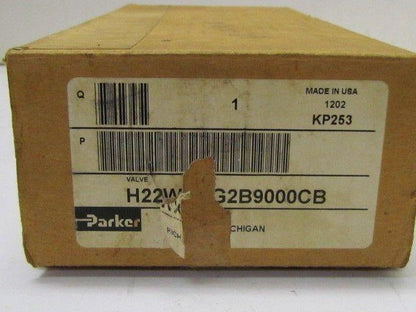 Q
1
MADE IN USA
1202
KP253
P
VALVE
H22W G2B9000CB
Parker
CHIGAN